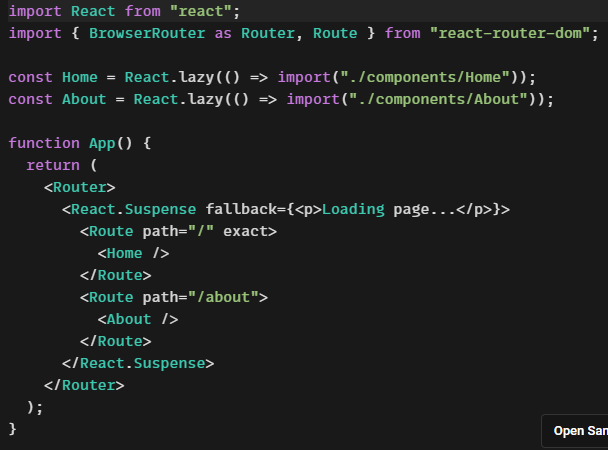 import React from "react";
import { BrowserRouter as Router, Route } from "react-router-dom";

const Home = React.lazy(() => import("./components/Home"));
const About = React.lazy(() => import("./components/About"));

function App() {
  return (
    <Router>
      <React.Suspense fallback={<p>Loading page...</p>}>
        <Route path="/" exact>
          <Home />
        </Route>
        <Route path="/about">
          <About />
        </Route>
      </React.Suspense>
    </Router>
  );
}
Open San